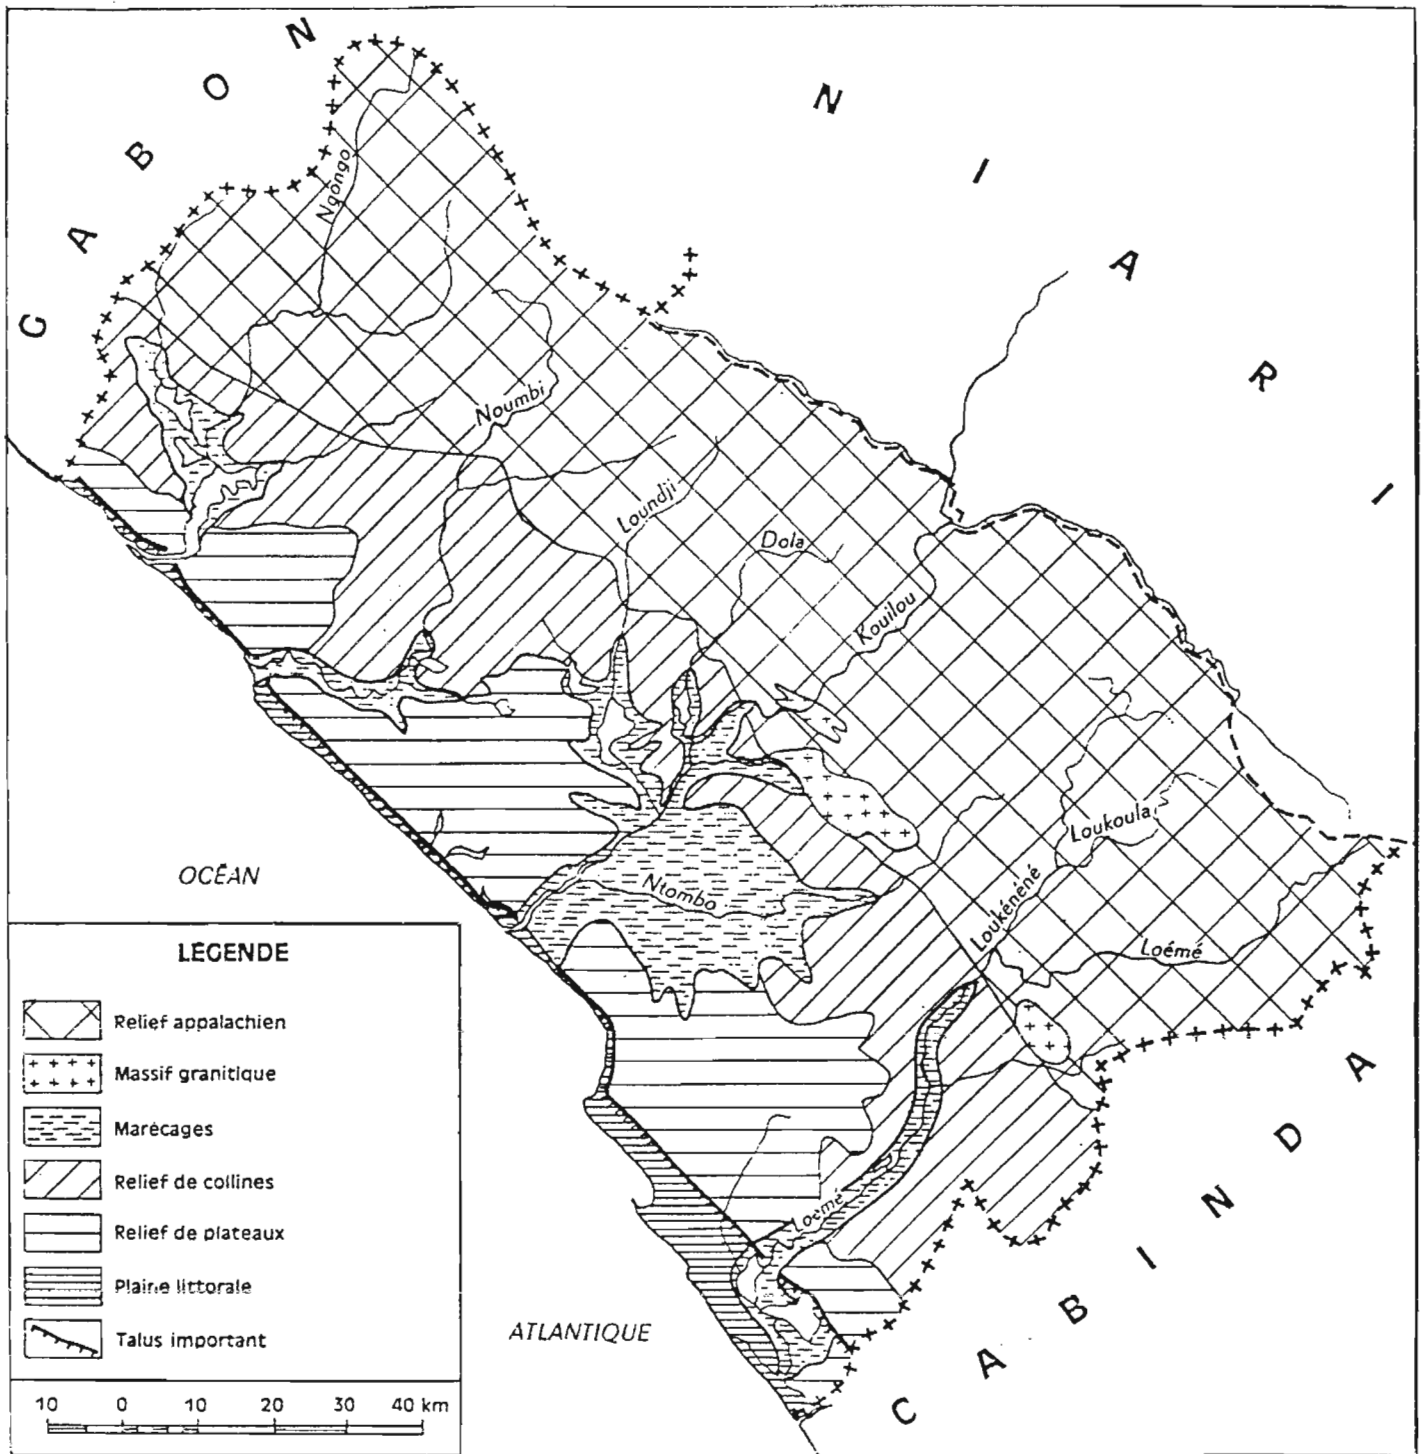 GABON
NIARI
Ngongo
Noumbi
Loundji
Dola
Kouilou
Loukoula
Loukénéné
Ntombo
Loémé
Loemé
CABINDA
OCÉAN
ATLANTIQUE
LEGENDE
Relief appalachien
Massif granitique
Marécages
Relief de collines
Relief de plateaux
Plaine littorale
Talus important
10 0 10 20 30 40 km